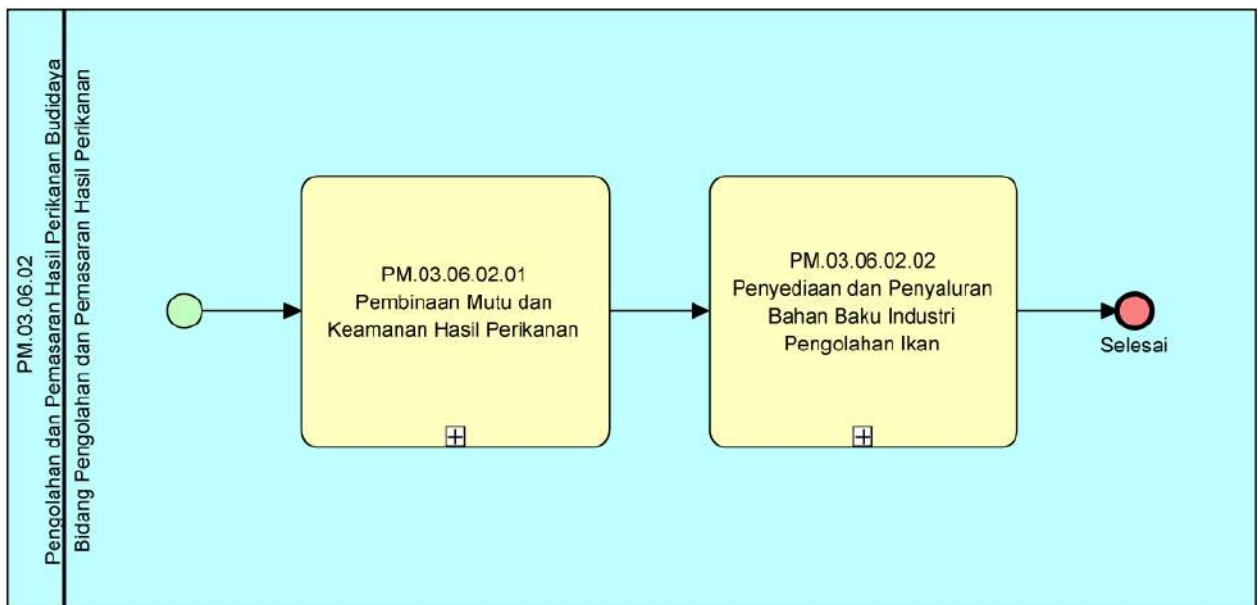 PM.03.06.02
Pengolahan dan Pemasaran Hasil Perikanan Budidaya
Bidang Pengolahan dan Pemasaran Hasil Perikanan
PM.03.06.02.01
Pembinaan Mutu dan
Keamanan Hasil Perikanan
PM.03.06.02.02
Penyediaan dan Penyaluran
Bahan Baku Industri
Pengolahan Ikan
Selesai